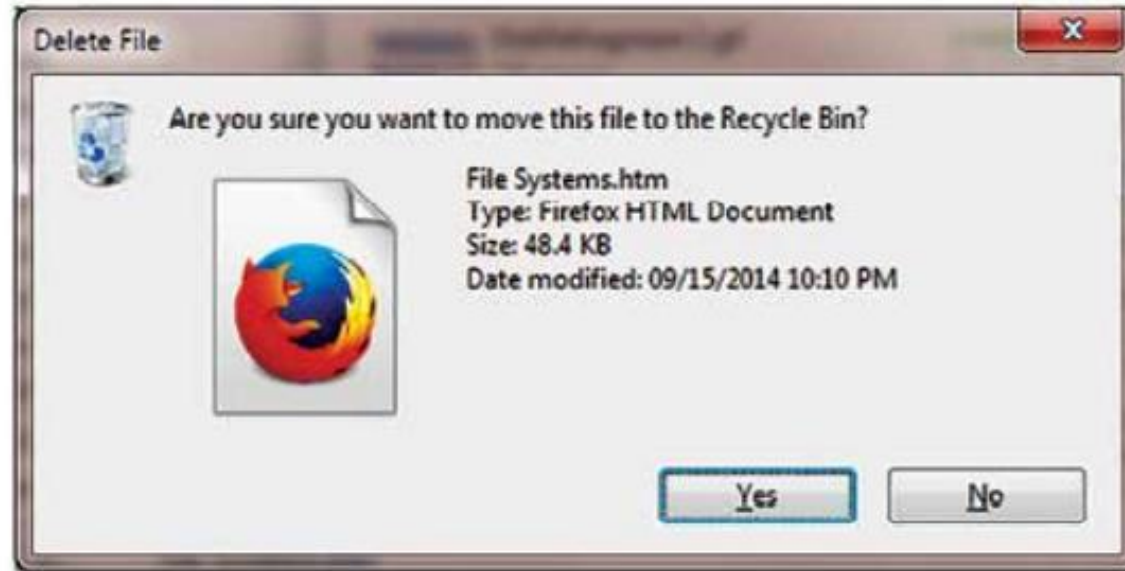 Delete File
Are you sure you want to move this file to the Recycle Bin?
File Systems.htm
Type: Firefox HTML Document
Size: 48.4 KB
Date modified: 09/15/2014 10:10 PM
Yes
No